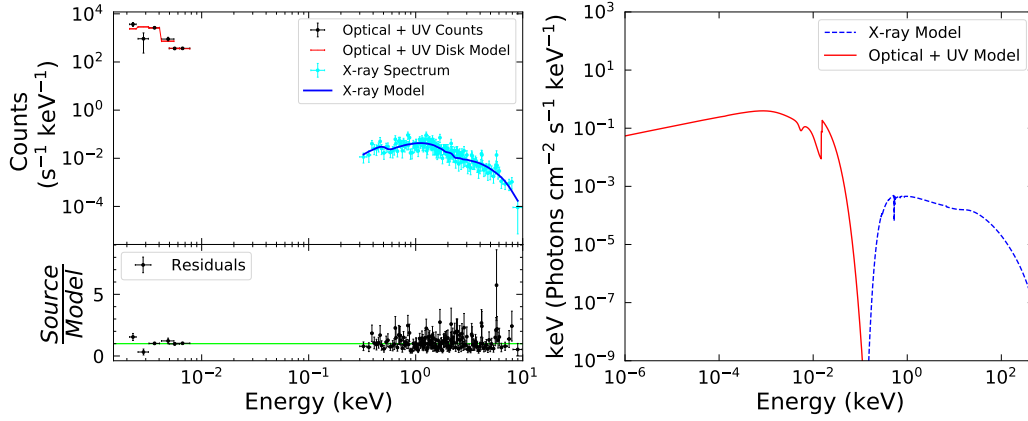 10^4
10^2
10^0
10^-2
10^-4
Counts
(s^-1 keV^-1)
Optical + UV Counts
Optical + UV Disk Model
X-ray Spectrum
X-ray Model
5
0
Source
Model
Residuals
10^-2
10^-1
10^0
10^1
Energy (keV)
10^3
10^1
10^-1
10^-3
10^-5
10^-7
10^-9
keV (Photons cm^-2 s^-1 keV^-1)
X-ray Model
Optical + UV Model
10^-6
10^-4
10^-2
10^0
10^2
Energy (keV)